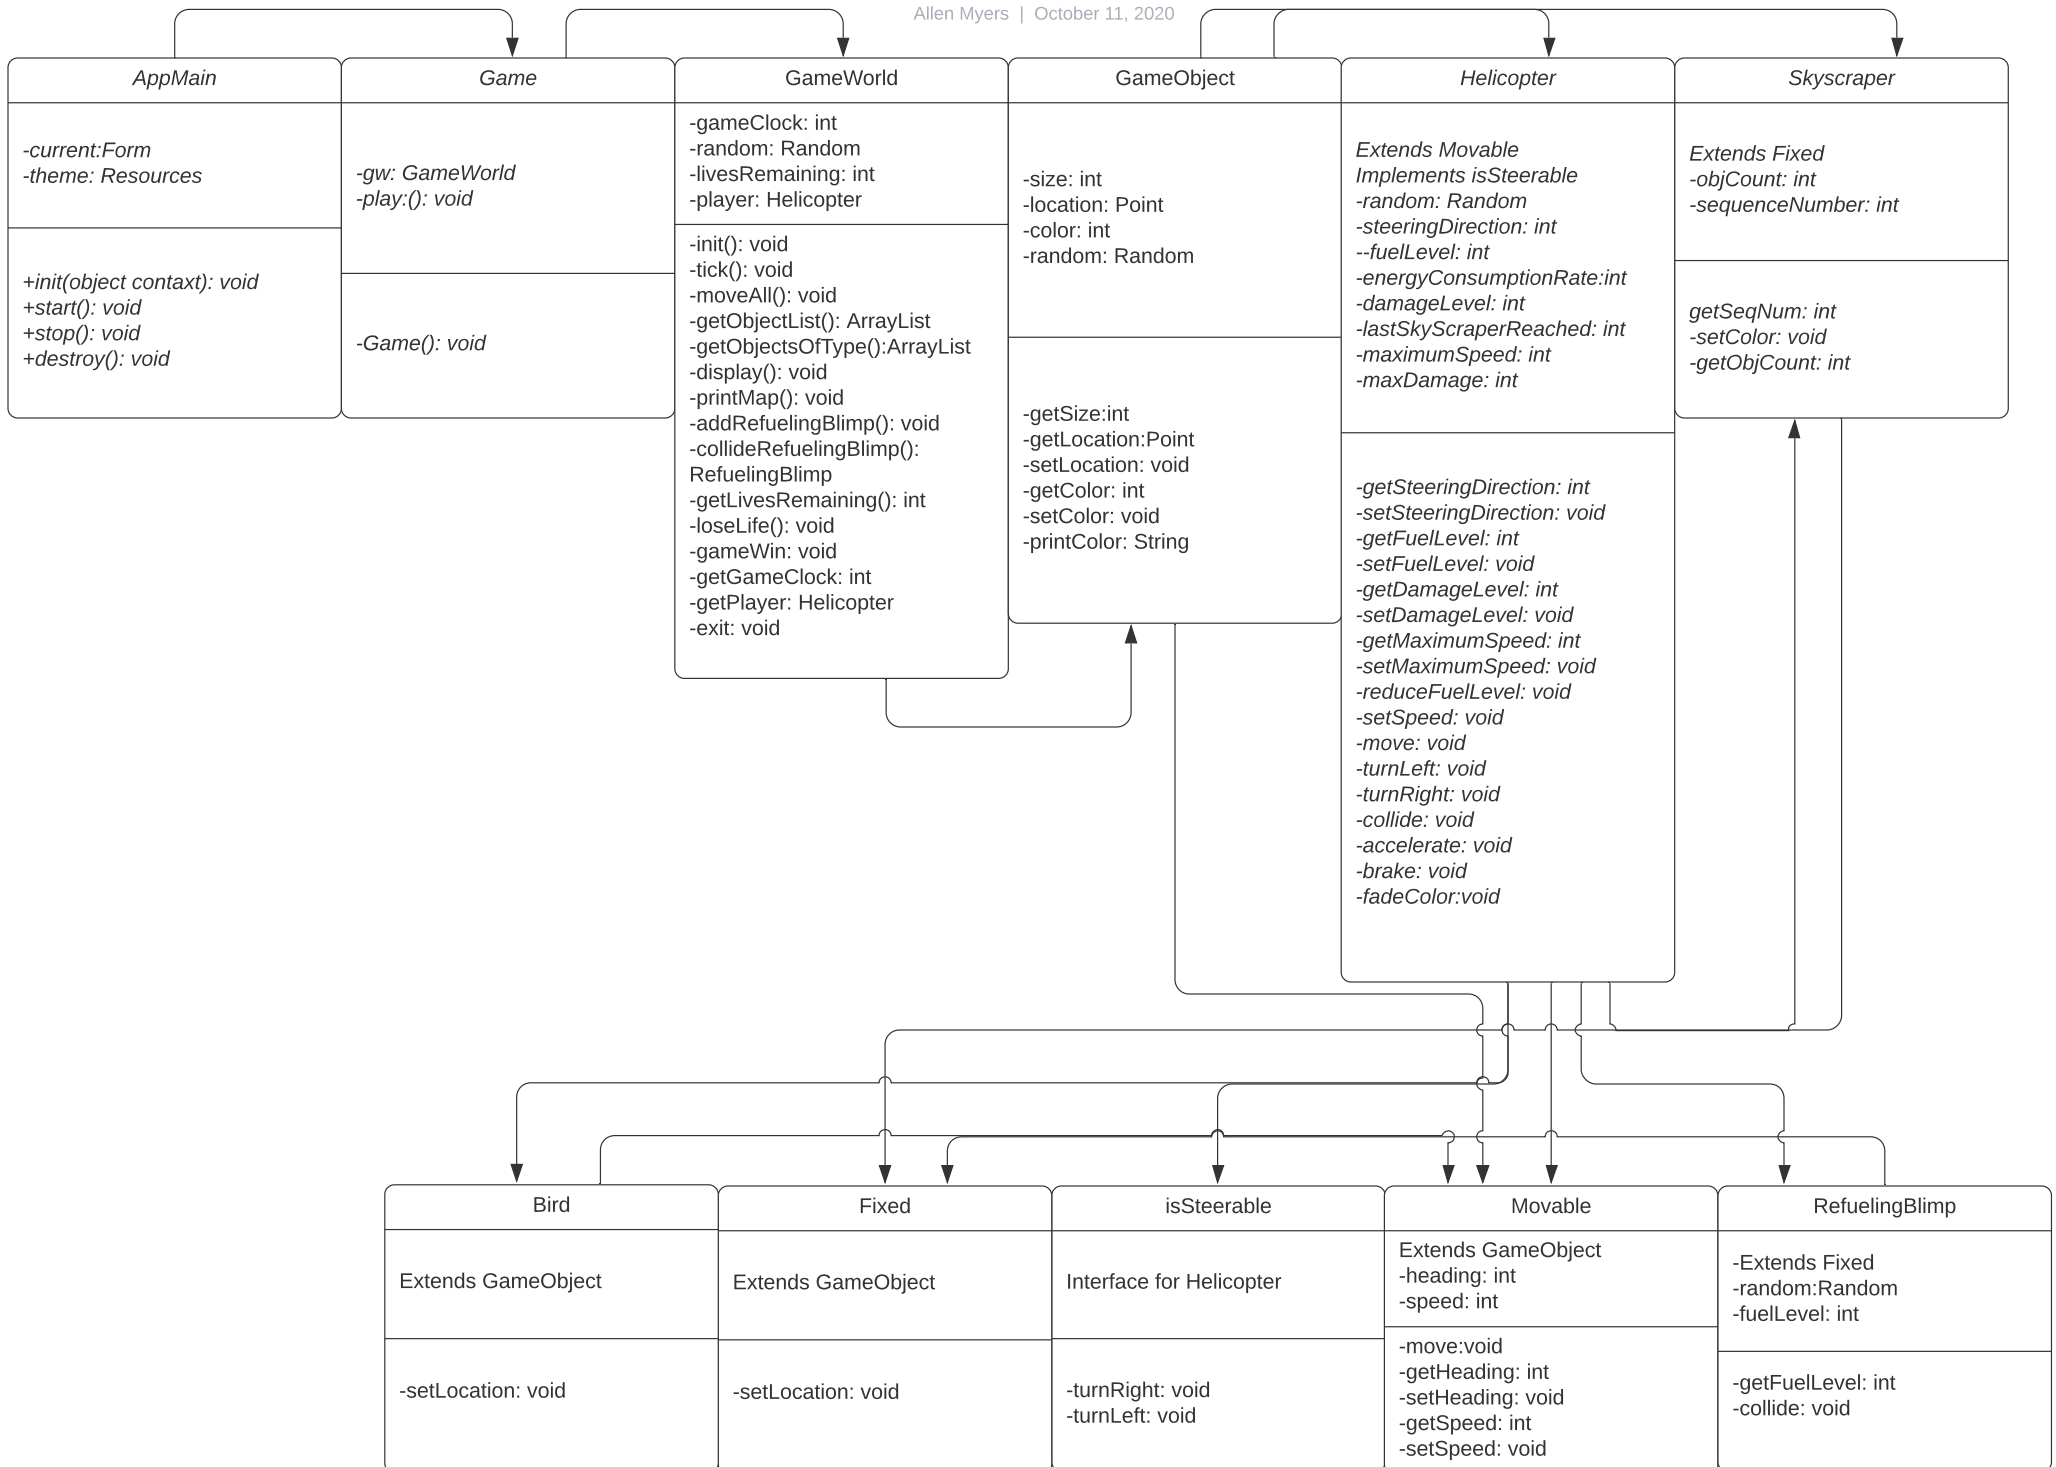 Allen Myers | October 11, 2020
AppMain
-current:Form
-theme: Resources
+init(object contaxt): void
+start(): void
+stop(): void
+destroy(): void
Game
-gw: GameWorld
-play:(): void
-Game(): void
GameWorld
-gameClock: int
-random: Random
-livesRemaining: int
-player: Helicopter
-init(): void
-tick(): void
-moveAll(): void
-getObjectList(): ArrayList
-getObjectsOfType():ArrayList
-display(): void
-printMap(): void
-addRefuelingBlimp(): void
-collideRefuelingBlimp():
RefuelingBlimp
-getLivesRemaining(): int
-loseLife(): void
-gameWin: void
-getGameClock: int
-getPlayer: Helicopter
-exit: void
GameObject
-size: int
-location: Point
-color: int
-random: Random
-getSize:int
-getLocation:Point
-setLocation: void
-getColor: int
-setColor: void
-printColor: String
Helicopter
Extends Movable
Implements isSteerable
-random: Random
-steeringDirection: int
--fuelLevel: int
-energyConsumptionRate:int
-damageLevel: int
-lastSkyScraperReached: int
-maximumSpeed: int
-maxDamage: int
-getSteeringDirection: int
-setSteeringDirection: void
-getFuelLevel: int
-setFuelLevel: void
-getDamageLevel: int
-setDamageLevel: void
-getMaximumSpeed: int
-setMaximumSpeed: void
-reduceFuelLevel: void
-setSpeed: void
-move: void
-turnLeft: void
-turnRight: void
-collide: void
-accelerate: void
-brake: void
-fadeColor:void
Skyscraper
Extends Fixed
-objCount: int
-sequenceNumber: int
getSeqNum: int
-setColor: void
-getObjCount: int
Bird
Extends GameObject
-setLocation: void
Fixed
Extends GameObject
-setLocation: void
isSteerable
Interface for Helicopter
-turnRight: void
-turnLeft: void
Movable
Extends GameObject
-heading: int
-speed: int
-move:void
-getHeading: int
-setHeading: void
-getSpeed: int
-setSpeed: void
RefuelingBlimp
-Extends Fixed
-random:Random
-fuelLevel: int
-getFuelLevel: int
-collide: void